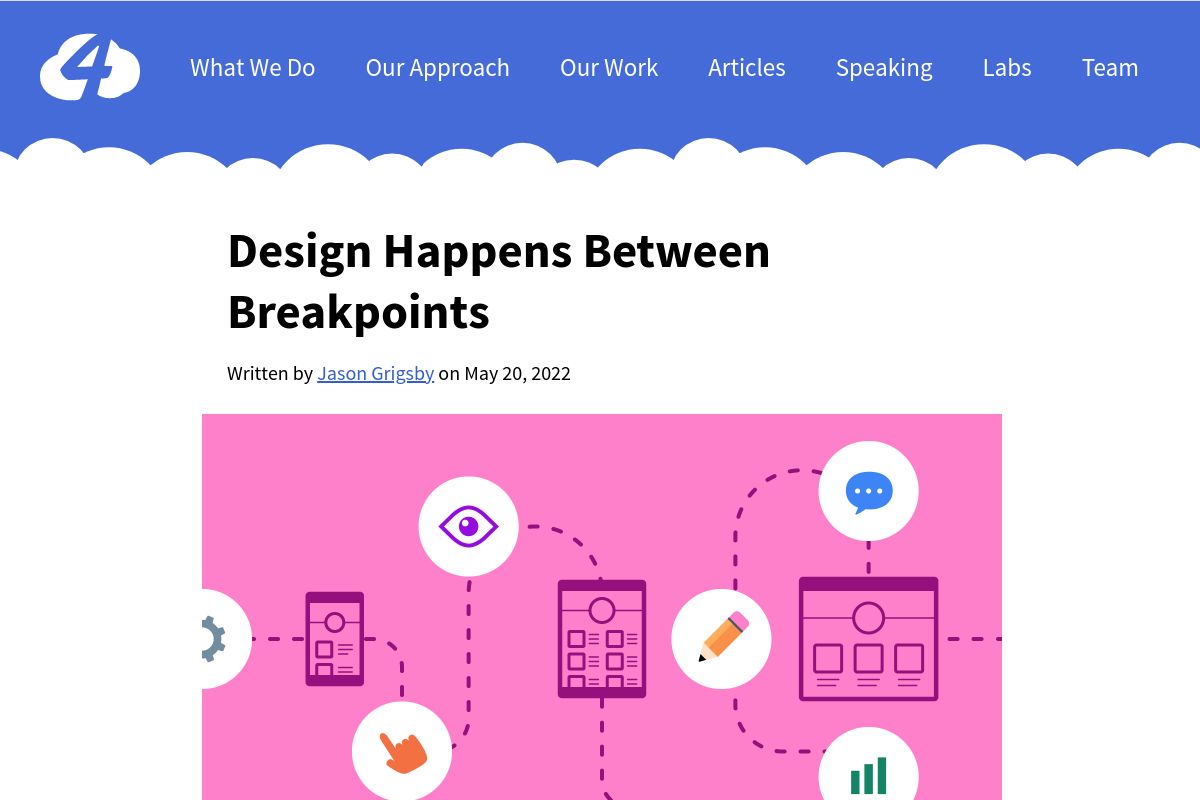 4
What We Do
Our Approach
Our Work
Articles
Speaking
Labs
Team
Design Happens Between
Breakpoints
Written by Jason Grigsby on May 20, 2022